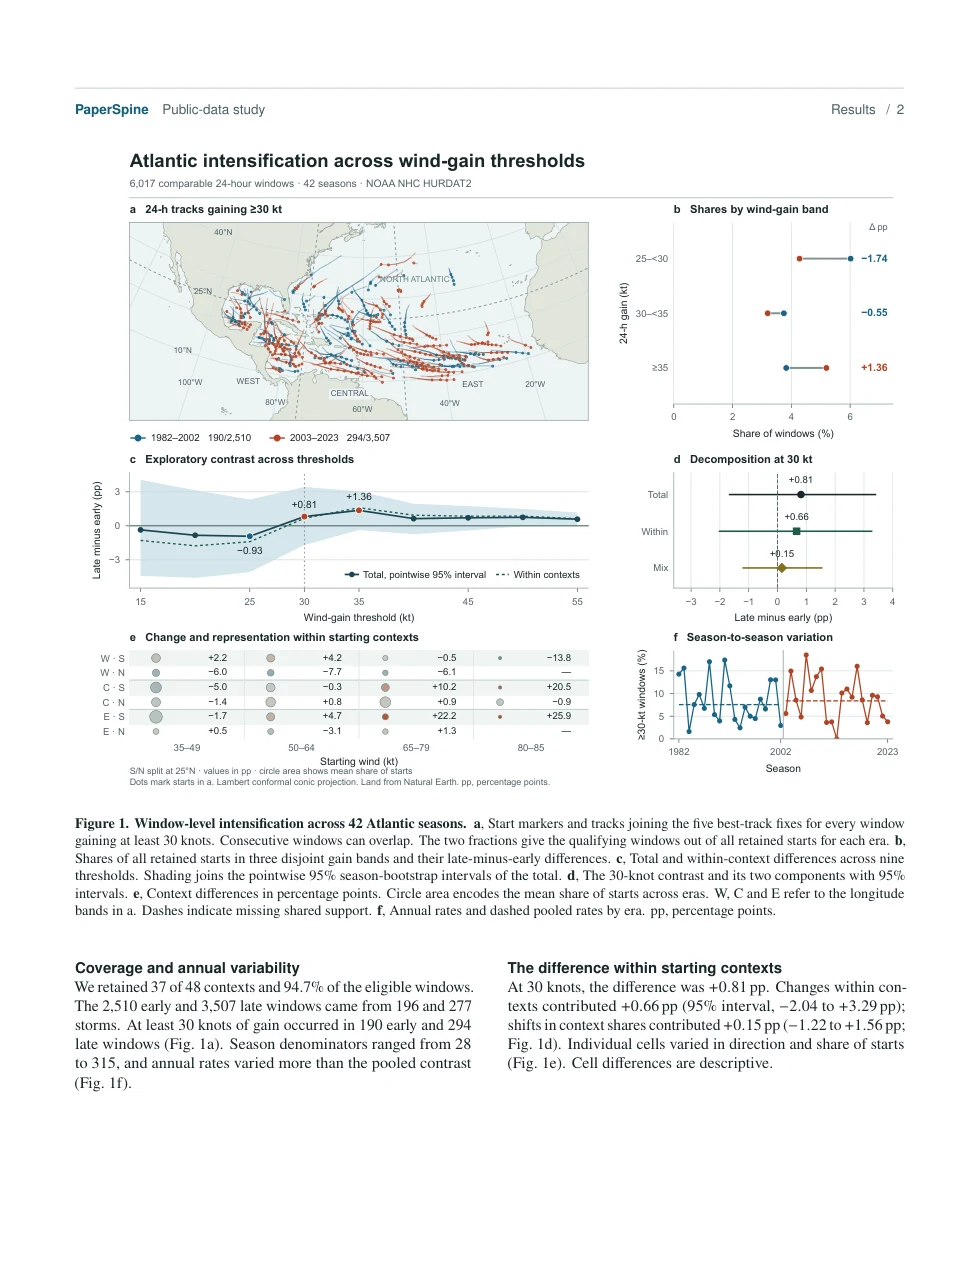 PaperSpine Public-data study
Results / 2
Atlantic intensification across wind-gain thresholds
6,017 comparable 24-hour windows · 42 seasons · NOAA NHC HURDAT2
a 24-h tracks gaining ≥30 kt
40°N
25°N
10°N
100°W
80°W
60°W
40°W
20°W
NORTH ATLANTIC
WEST
CENTRAL
EAST
1982–2002 190/2,510 2003–2023 294/3,507
b Shares by wind-gain band
Δ pp
24-h gain (kt)
25–<30 −1.74
30–<35 −0.55
≥35 +1.36
0 2 4 6
Share of windows (%)
c Exploratory contrast across thresholds
Late minus early (pp)
3
0
−3
+0.81
+1.36
−0.93
Total, pointwise 95% interval Within contexts
15 25 30 35 45 55
Wind-gain threshold (kt)
d Decomposition at 30 kt
Total +0.81
Within +0.66
Mix +0.15
−3 −2 −1 0 1 2 3 4
Late minus early (pp)
e Change and representation within starting contexts
W · S +2.2 +4.2 −0.5 −13.8
W · N −6.0 −7.7 −6.1 —
C · S −5.0 −0.3 +10.2 +20.5
C · N −1.4 +0.8 +0.9 −0.9
E · S −1.7 +4.7 +22.2 +25.9
E · N +0.5 −3.1 +1.3 —
35–49 50–64 65–79 80–85
Starting wind (kt)
S/N split at 25°N · values in pp · circle area shows mean share of starts
Dots mark starts in a. Lambert conformal conic projection. Land from Natural Earth. pp, percentage points.
f Season-to-season variation
≥30-kt windows (%)
15
10
5
0
1982 2002 2023
Season
Figure 1. Window-level intensification across 42 Atlantic seasons. a, Start markers and tracks joining the five best-track fixes for every window
gaining at least 30 knots. Consecutive windows can overlap. The two fractions give the qualifying windows out of all retained starts for each era. b,
Shares of all retained starts in three disjoint gain bands and their late-minus-early differences. c, Total and within-context differences across nine
thresholds. Shading joins the pointwise 95% season-bootstrap intervals of the total. d, The 30-knot contrast and its two components with 95%
intervals. e, Context differences in percentage points. Circle area encodes the mean share of starts across eras. W, C and E refer to the longitude
bands in a. Dashes indicate missing shared support. f, Annual rates and dashed pooled rates by era. pp, percentage points.
Coverage and annual variability
We retained 37 of 48 contexts and 94.7% of the eligible windows.
The 2,510 early and 3,507 late windows came from 196 and 277
storms. At least 30 knots of gain occurred in 190 early and 294
late windows (Fig. 1a). Season denominators ranged from 28
to 315, and annual rates varied more than the pooled contrast
(Fig. 1f).
The difference within starting contexts
At 30 knots, the difference was +0.81 pp. Changes within con-
texts contributed +0.66 pp (95% interval, −2.04 to +3.29 pp);
shifts in context shares contributed +0.15 pp (−1.22 to +1.56 pp;
Fig. 1d). Individual cells varied in direction and share of starts
(Fig. 1e). Cell differences are descriptive.